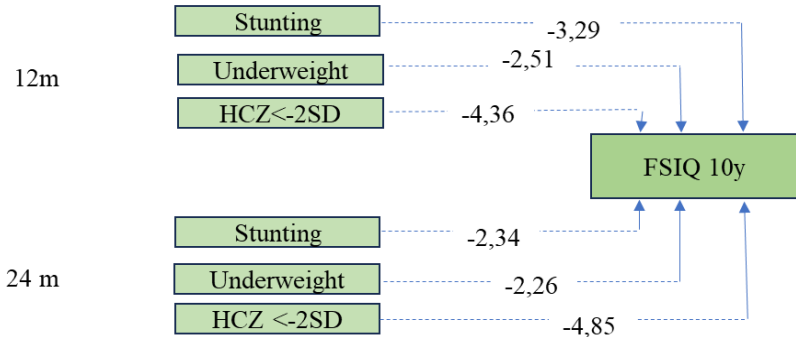 Stunting
-3,29
12m
Underweight
-2,51
HCZ<-2SD
-4,36
FSIQ 10y
Stunting
-2,34
24 m
Underweight
-2,26
HCZ <-2SD
-4,85